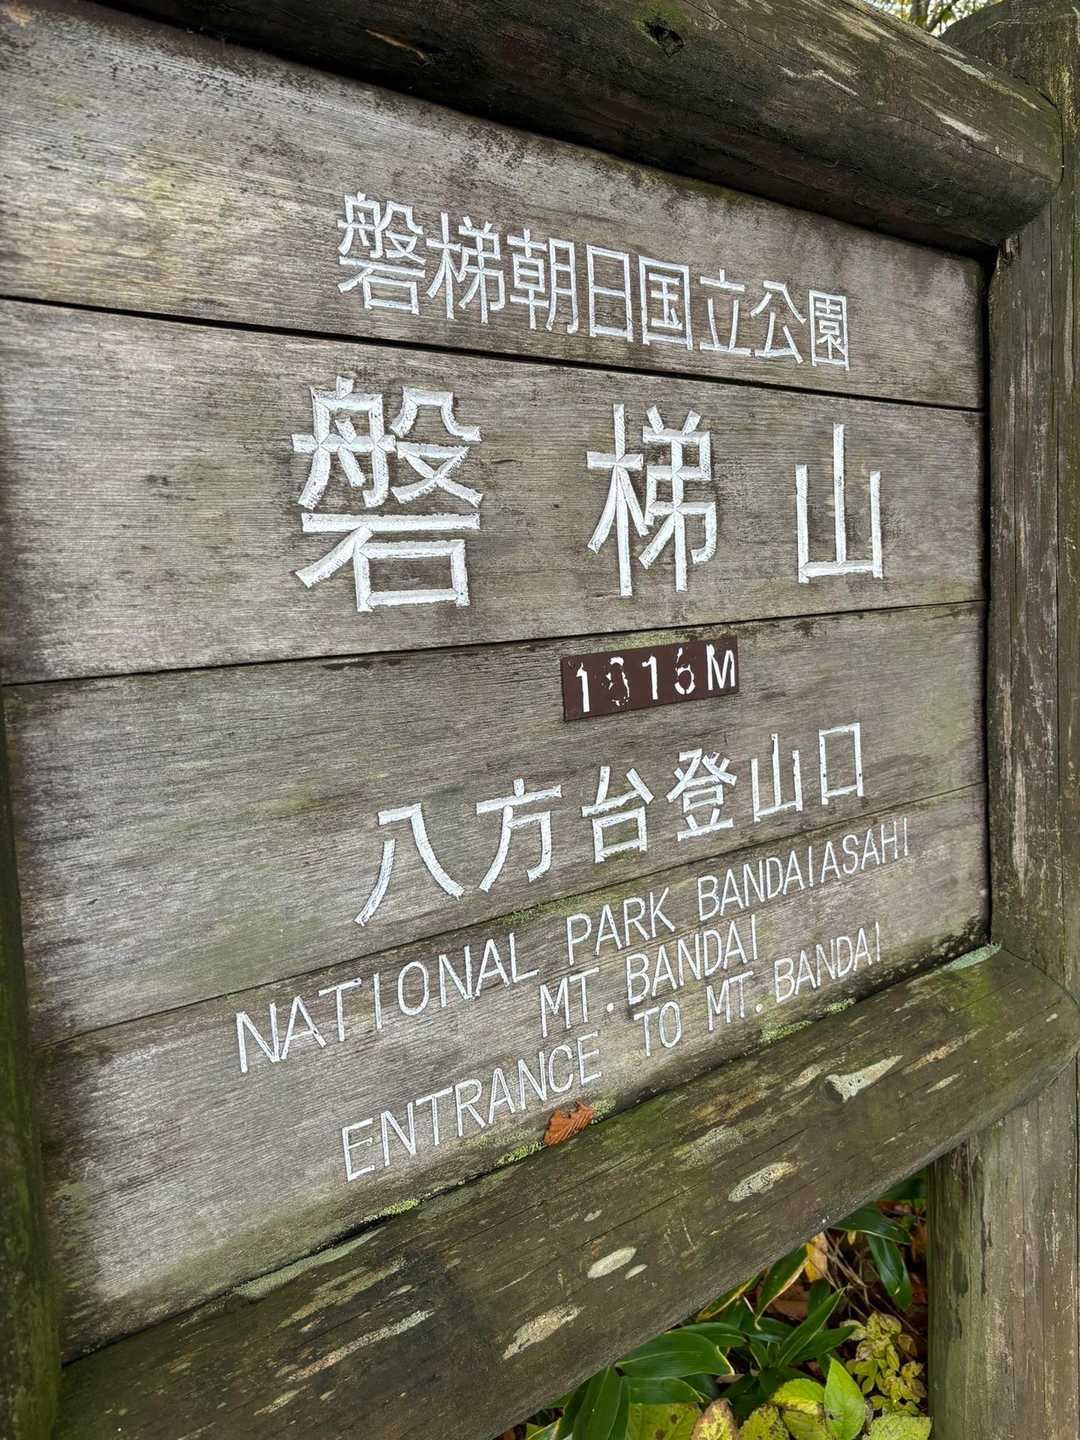 磐梯朝日国立公園
磐梯山
1816M
八方台登山口
NATIONAL PARK BANDAIASAHI
MT. BANDAI
ENTRANCE TO MT. BANDAI